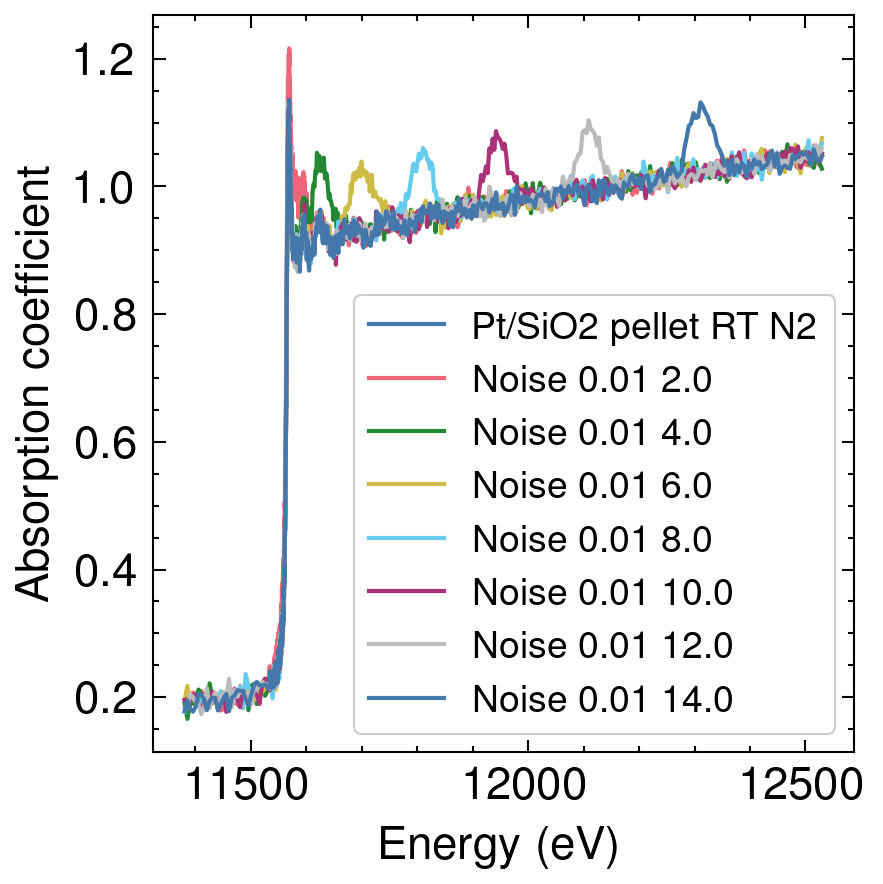 Absorption coefficient
1.2
1.0
0.8
0.6
0.4
0.2
Pt/SiO2 pellet RT N2
Noise 0.01 2.0
Noise 0.01 4.0
Noise 0.01 6.0
Noise 0.01 8.0
Noise 0.01 10.0
Noise 0.01 12.0
Noise 0.01 14.0
11500 12000 12500
Energy (eV)